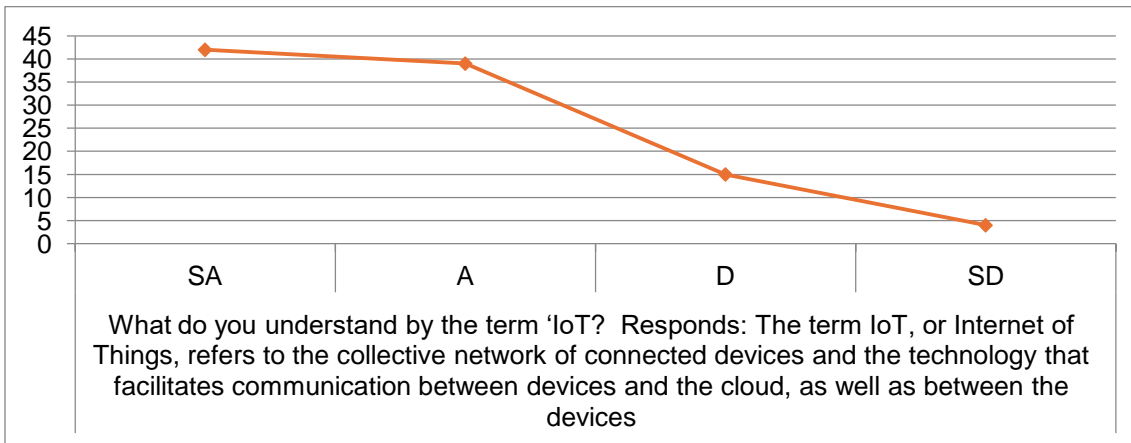 45
40
35
30
25
20
15
10
5
0
SA A D SD
What do you understand by the term ‘IoT? Responds: The term IoT, or Internet of
Things, refers to the collective network of connected devices and the technology that
facilitates communication between devices and the cloud, as well as between the
devices